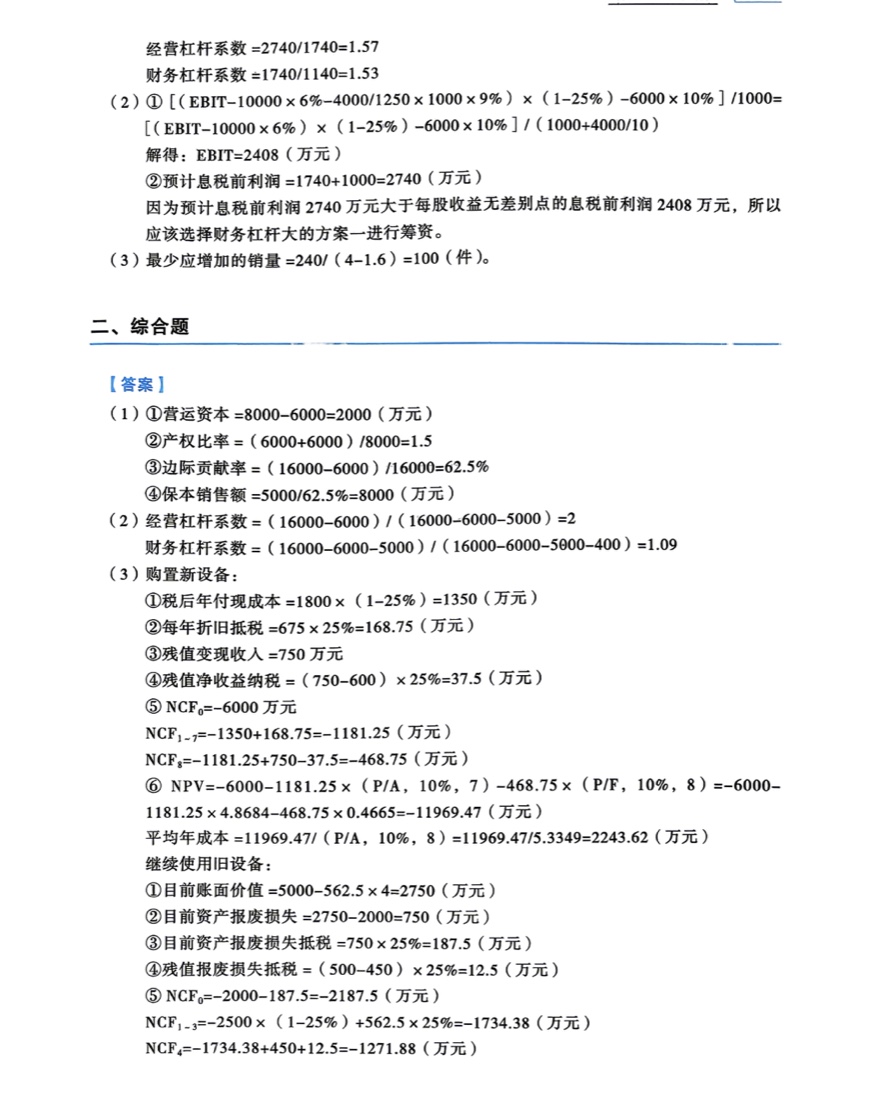 经营杠杆系数 =2740/1740=1.57
财务杠杆系数 =1740/1140=1.53
（2）①［（EBIT-10000×6%-4000/1250×1000×9%）×（1-25%）-6000×10%］/1000=
［（EBIT-10000×6%）×（1-25%）-6000×10%］/（1000+4000/10）
解得：EBIT=2408（万元）
②预计息税前利润 =1740+1000=2740（万元）
因为预计息税前利润 2740 万元大于每股收益无差别点的息税前利润 2408 万元，所以
应该选择财务杠杆大的方案一进行筹资。
（3）最少应增加的销量 =240/（4-1.6）=100（件）。
二、综合题
【答案】
（1）①营运资本 =8000-6000=2000（万元）
②产权比率 =（6000+6000）/8000=1.5
③边际贡献率 =（16000-6000）/16000=62.5%
④保本销售额 =5000/62.5%=8000（万元）
（2）经营杠杆系数 =（16000-6000）/（16000-6000-5000）=2
财务杠杆系数 =（16000-6000-5000）/（16000-6000-5000-400）=1.09
（3）购置新设备：
①税后年付现成本 =1800×（1-25%）=1350（万元）
②每年折旧抵税 =675×25%=168.75（万元）
③残值变现收入 =750 万元
④残值净收益纳税 =（750-600）×25%=37.5（万元）
⑤ NCF₀=-6000 万元
NCF₁₋₇=-1350+168.75=-1181.25（万元）
NCF₈=-1181.25+750-37.5=-468.75（万元）
⑥ NPV=-6000-1181.25×（P/A，10%，7）-468.75×（P/F，10%，8）=-6000-
1181.25×4.8684-468.75×0.4665=-11969.47（万元）
平均年成本 =11969.47/（P/A，10%，8）=11969.47/5.3349=2243.62（万元）
继续使用旧设备：
①目前账面价值 =5000-562.5×4=2750（万元）
②目前资产报废损失 =2750-2000=750（万元）
③目前资产报废损失抵税 =750×25%=187.5（万元）
④残值报废损失抵税 =（500-450）×25%=12.5（万元）
⑤ NCF₀=-2000-187.5=-2187.5（万元）
NCF₁₋₃=-2500×（1-25%）+562.5×25%=-1734.38（万元）
NCF₄=-1734.38+450+12.5=-1271.88（万元）